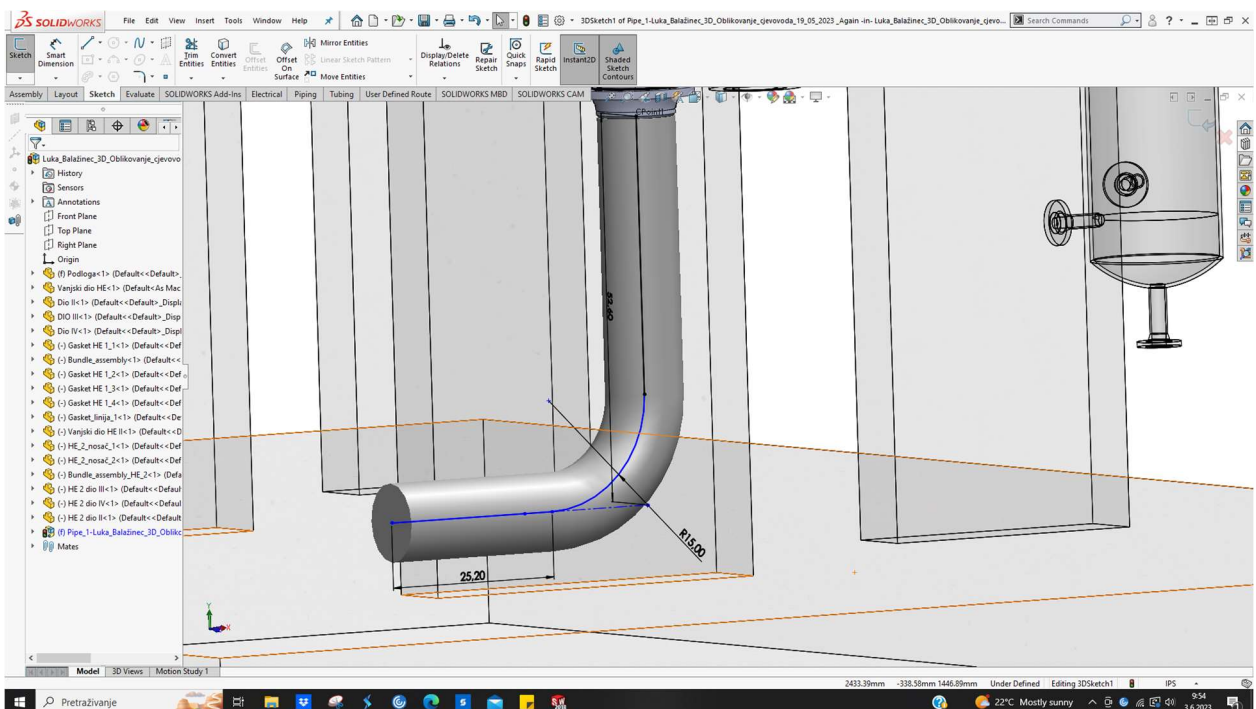 SOLIDWORKS
File Edit View Insert Tools Window Help
3DSketch1 of Pipe_1-Luka_Balažinec_3D_Oblikovanje_cjevovoda_19_05_2023 _Again -in- Luka_Balažinec_3D_Oblikovanje_cjevo...
Search Commands
Sketch
Smart Dimension
Trim Entities
Convert Entities
Offset Entities
Offset On Surface
Mirror Entities
Linear Sketch Pattern
Move Entities
Display/Delete Relations
Repair Sketch
Quick Snaps
Rapid Sketch
Instant2D
Shaded Sketch Contours
Assembly Layout Sketch Evaluate SOLIDWORKS Add-Ins Electrical Piping Tubing User Defined Route SOLIDWORKS MBD SOLIDWORKS CAM
CPoint1
Luka_Balažinec_3D_Oblikovanje_cjevovo
History
Sensors
Annotations
Front Plane
Top Plane
Right Plane
Origin
(f) Podloga<1> (Default<<Default>_
Vanjski dio HE<1> (Default<As Mac
Dio II<1> (Default<<Default>_Displa
DIO III<1> (Default<<Default>_Disp
Dio IV<1> (Default<<Default>_Displ
(-) Gasket HE 1_1<1> (Default<<Def
(-) Bundle_assembly<1> (Default<<
(-) Gasket HE 1_2<1> (Default<<Def
(-) Gasket HE 1_3<1> (Default<<Def
(-) Gasket HE 1_4<1> (Default<<Def
(-) Gasket_linija_1<1> (Default<<De
(-) Vanjski dio HE II<1> (Default<<D
(-) HE_2_nosač_1<1> (Default<<Def
(-) HE_2_nosač_2<1> (Default<<Def
(-) Bundle_assembly_HE_2<1> (Defa
(-) HE 2 dio III<1> (Default<<Defaul
(-) HE 2 dio IV<1> (Default<<Defaul
(-) HE 2 dio II<1> (Default<<Default
(f) Pipe_1-Luka_Balažinec_3D_Oblikc
Mates
52,60
R15,00
25,20
Y
X
Model 3D Views Motion Study 1
2433.39mm -338.58mm 1446.89mm Under Defined Editing 3DSketch1 IPS
Pretraživanje
22°C Mostly sunny
9:54
3.6.2023.